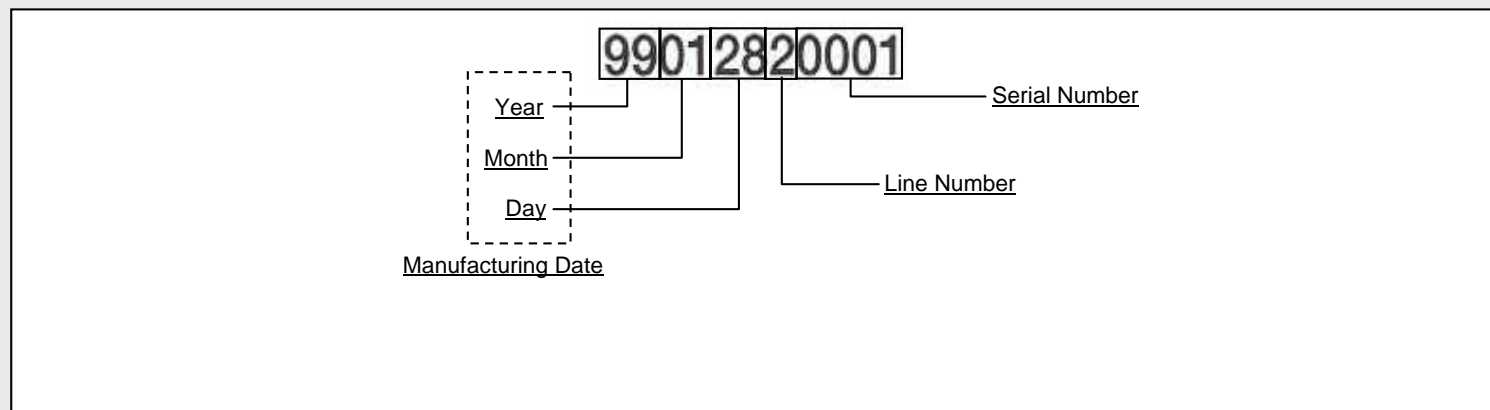 99012820001
Serial Number
Year
Month
Line Number
Day
Manufacturing Date